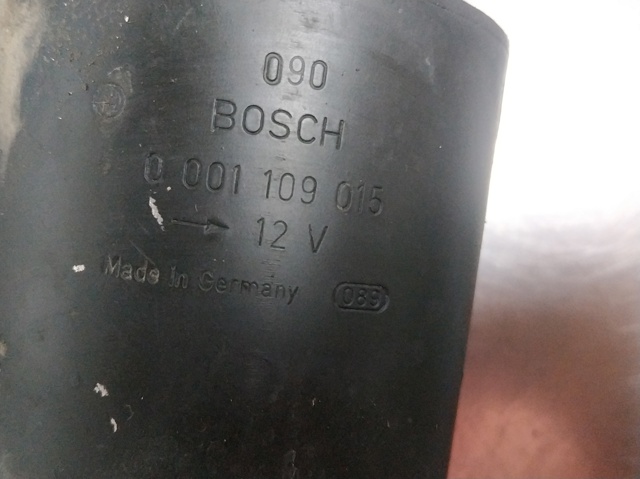 090
BOSCH
0 001 109 015
→ 12 V
Made in Germany 089